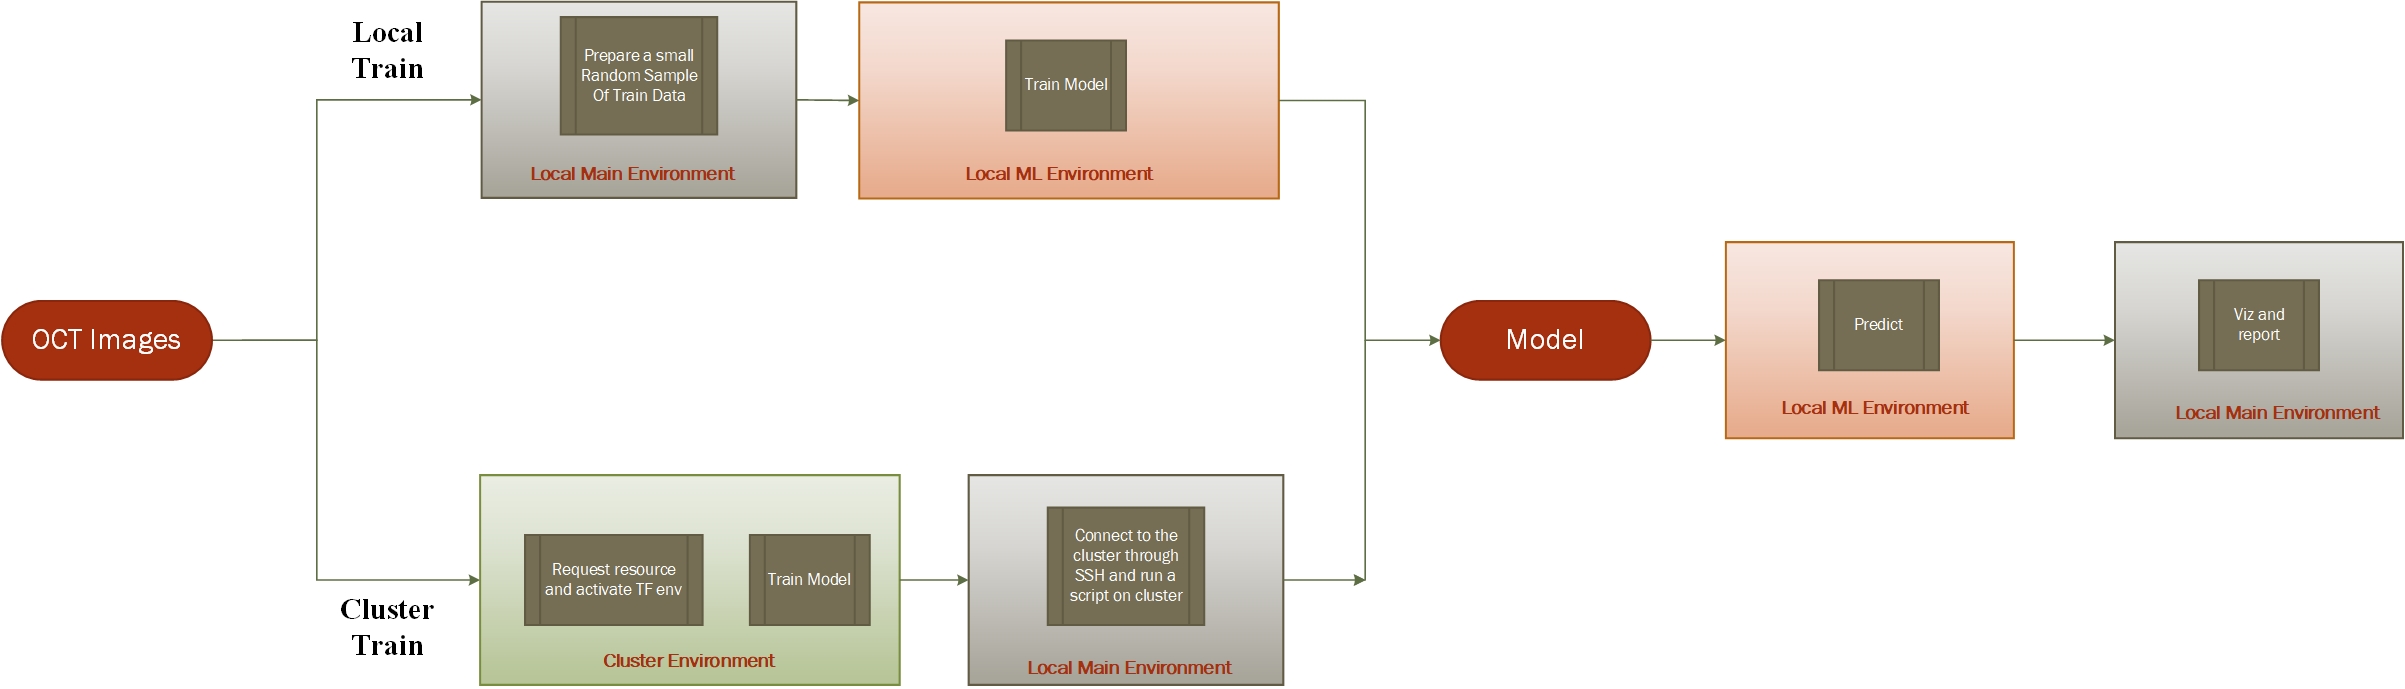 Local
Train
Prepare a small
Random Sample
Of Train Data
Local Main Environment
Train Model
Local ML Environment
OCT Images
Cluster
Train
Request resource
and activate TF env
Train Model
Cluster Environment
Connect to the
cluster through
SSH and run a
script on cluster
Local Main Environment
Model
Predict
Local ML Environment
Viz and
report
Local Main Environment